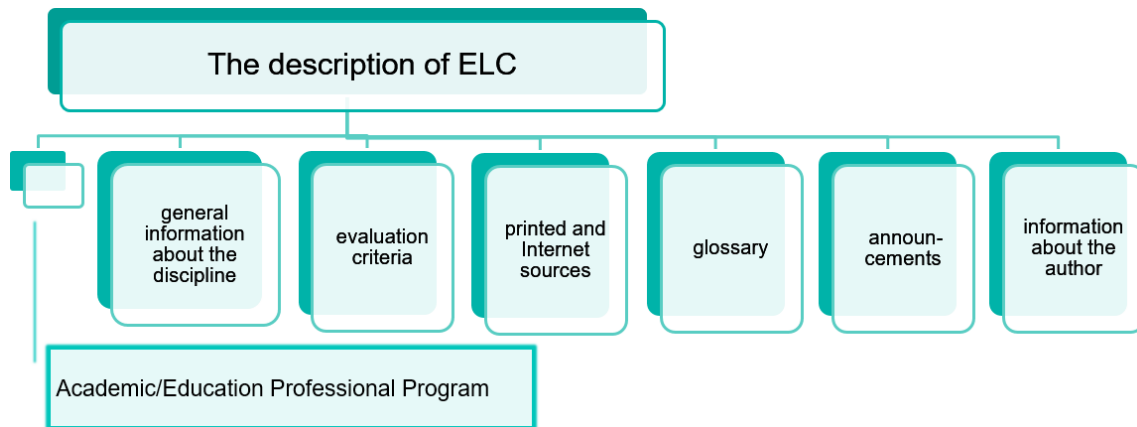 The description of ELC
general
information
about the
discipline
evaluation
criteria
printed and
Internet
sources
glossary
announ-
cements
information
about the
author
Academic/Education Professional Program